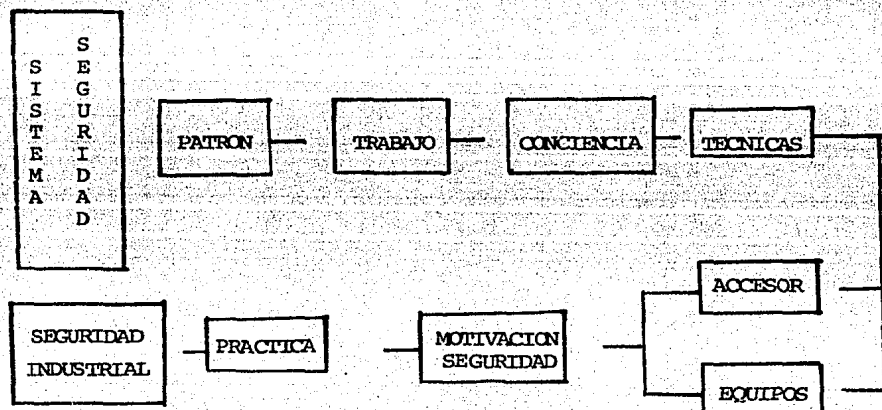 SISTEMA
SEGURIDAD
PATRON
TRABAJO
CONCIENCIA
TECNICAS
ACCESOR
SEGURIDAD
INDUSTRIAL
PRACTICA
MOTIVACION
SEGURIDAD
EQUIPOS